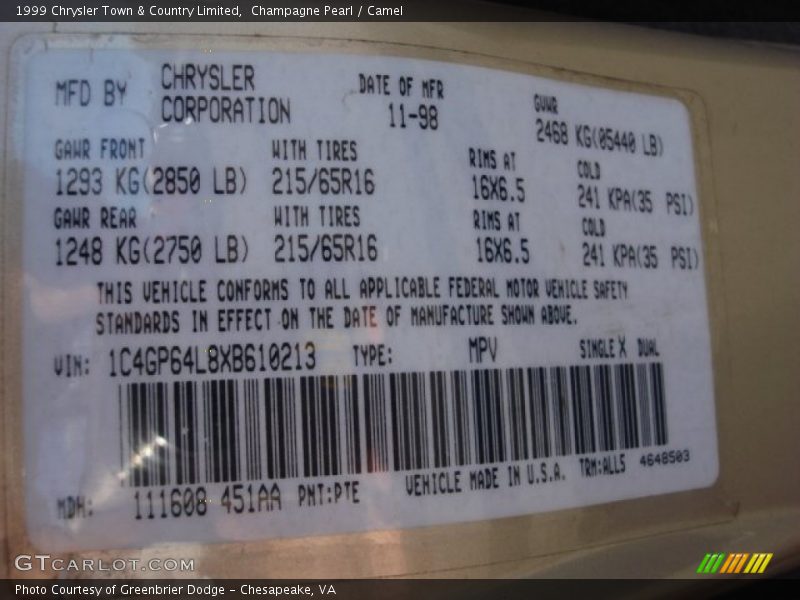 1999 Chrysler Town & Country Limited,  Champagne Pearl / Camel
MFD BY CHRYSLER CORPORATION
DATE OF MFR 11-98
GVWR 2468 KG(05440 LB)
GAWR FRONT WITH TIRES RIMS AT COLD
1293 KG(2850 LB) 215/65R16 16X6.5 241 KPA(35 PSI)
GAWR REAR WITH TIRES RIMS AT COLD
1248 KG(2750 LB) 215/65R16 16X6.5 241 KPA(35 PSI)
THIS VEHICLE CONFORMS TO ALL APPLICABLE FEDERAL MOTOR VEHICLE SAFETY
STANDARDS IN EFFECT ON THE DATE OF MANUFACTURE SHOWN ABOVE.
VIN: 1C4GP64L8XB610213 TYPE: MPV SINGLE X DUAL
MDH: 111608 451AA PNT:PTE VEHICLE MADE IN U.S.A. TRM:ALL5 4648503
GTCARLOT.COM
Photo Courtesy of Greenbrier Dodge - Chesapeake, VA